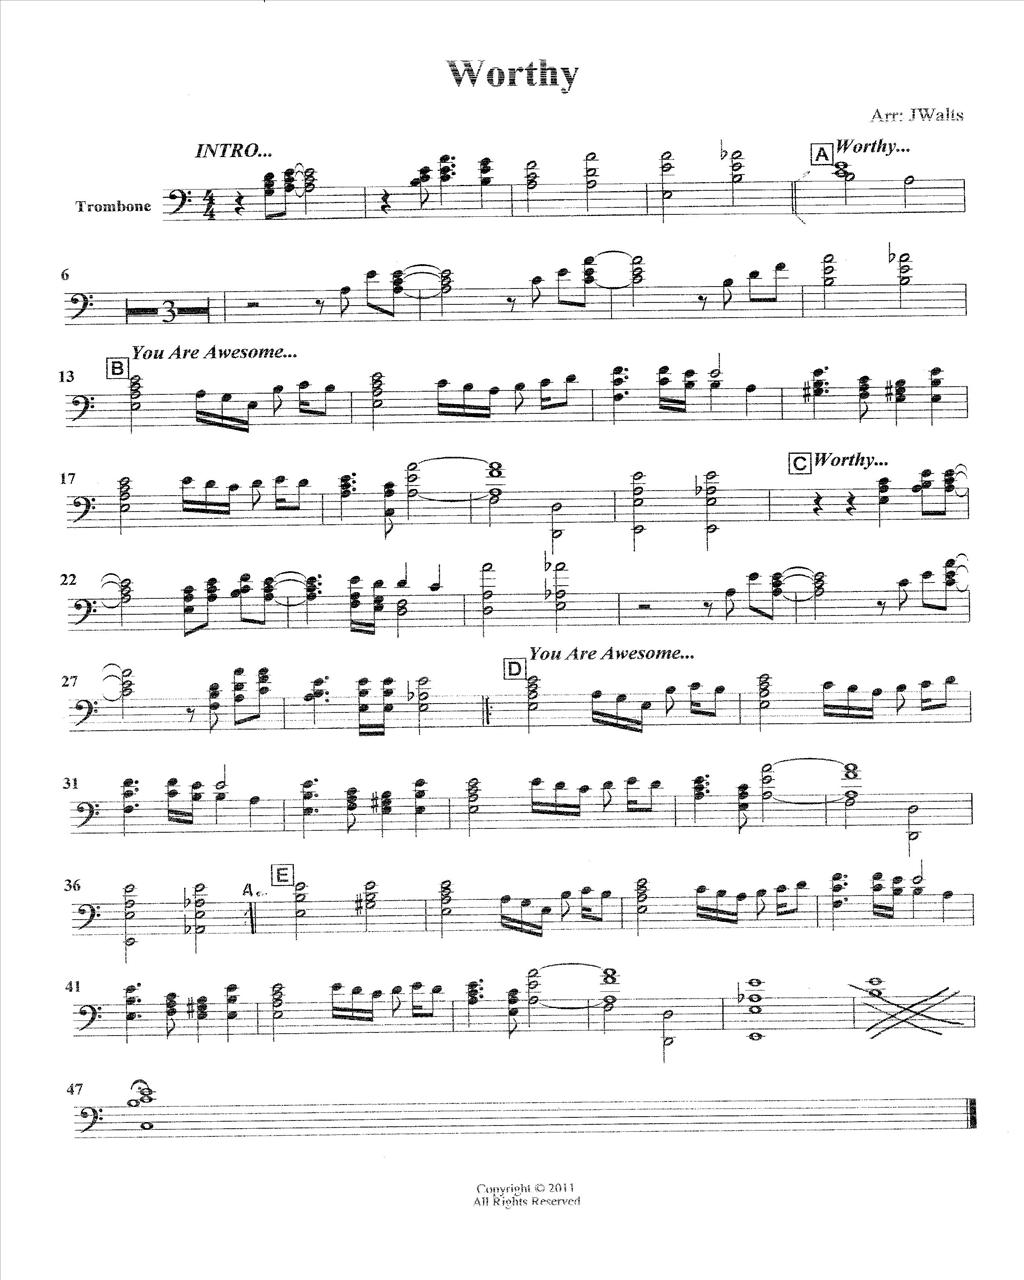 Worthy
Arr: JWalts
INTRO...
A Worthy...
Trombone
6
3
You Are Awesome...
B
13
C Worthy...
17
22
You Are Awesome...
D
27
31
36
E
41
47
Copyright © 2011
All Rights Reserved